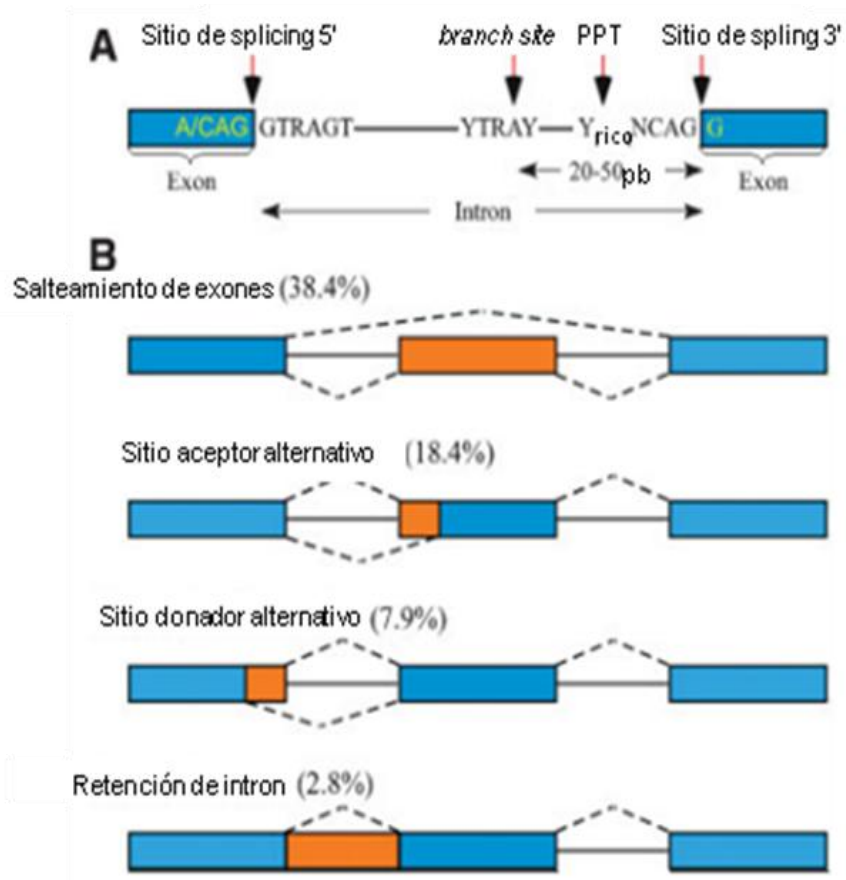 A
Sitio de splicing 5' branch site PPT Sitio de spling 3'
A/CAG GTRAGT YTRAY Yrico NCAG G
Exon 20-50pb Exon
Intron
B
Salteamiento de exones (38.4%)
Sitio aceptor alternativo (18.4%)
Sitio donador alternativo (7.9%)
Retención de intron (2.8%)